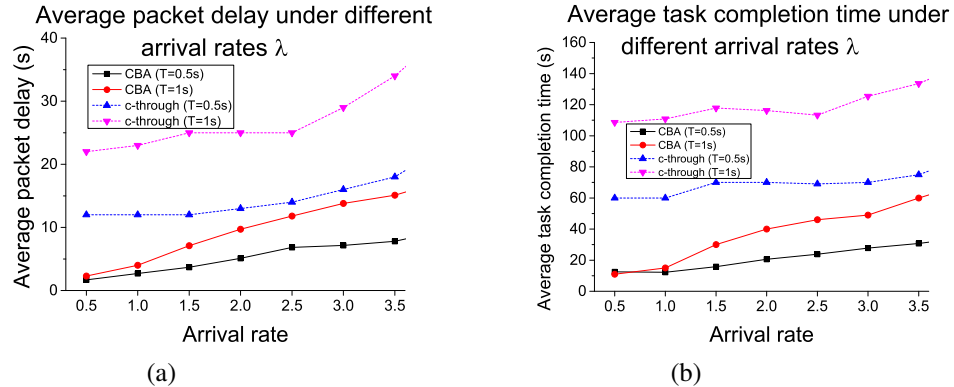 Average packet delay under different
arrival rates λ
Average packet delay (s)
40
30
20
10
0
CBA (T=0.5s)
CBA (T=1s)
c-through (T=0.5s)
c-through (T=1s)
0.5 1.0 1.5 2.0 2.5 3.0 3.5
Arrival rate
(a)
Average task completion time under
different arrival rates λ
Average task completion time (s)
160
140
120
100
80
60
40
20
0
CBA (T=0.5s)
CBA (T=1s)
c-through (T=0.5s)
c-through (T=1s)
0.5 1.0 1.5 2.0 2.5 3.0 3.5
Arrival rate
(b)